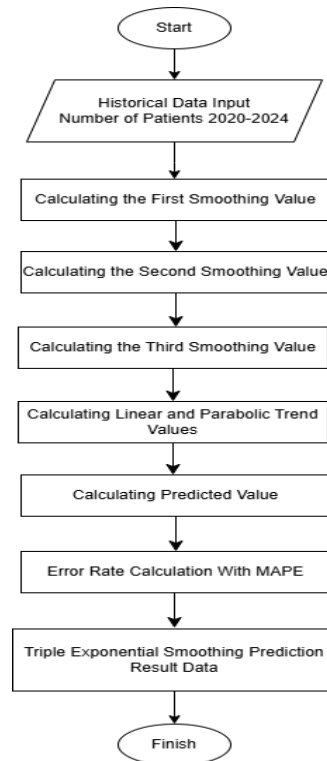 Start
Historical Data Input
Number of Patients 2020-2024
Calculating the First Smoothing Value
Calculating the Second Smoothing Value
Calculating the Third Smoothing Value
Calculating Linear and Parabolic Trend
Values
Calculating Predicted Value
Error Rate Calculation With MAPE
Triple Exponential Smoothing Prediction
Result Data
Finish